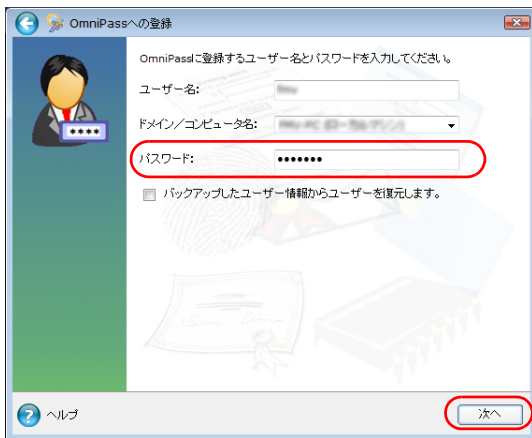 OmniPassへの登録
OmniPassに登録するユーザー名とパスワードを入力してください。
ユーザー名:
ドメイン/コンピュータ名:
パスワード: ●●●●●●●
バックアップしたユーザー情報からユーザーを復元します。
ヘルプ
次へ